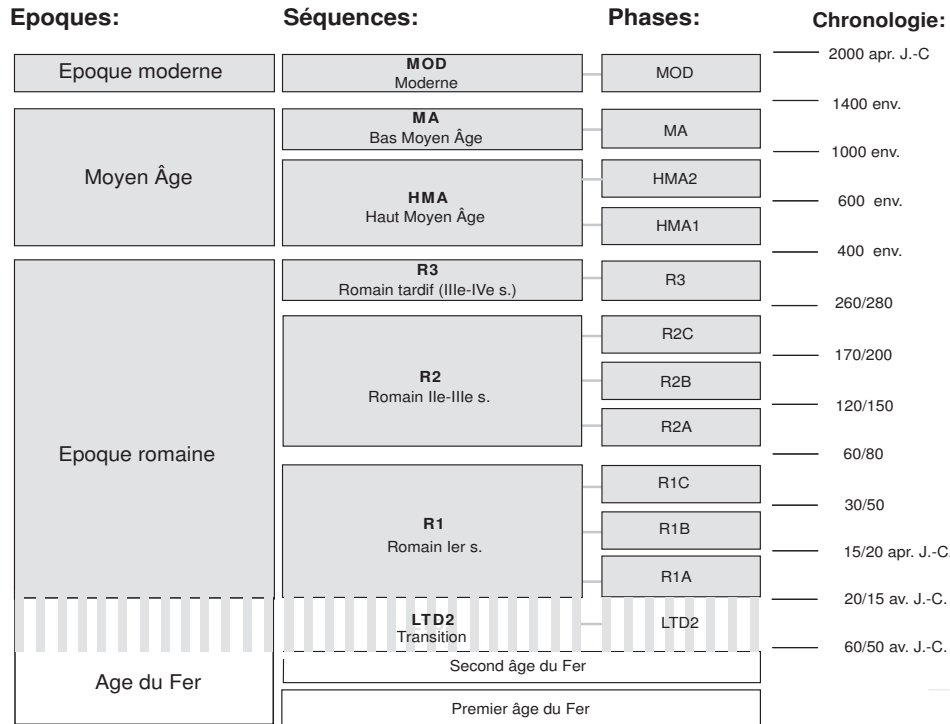 Epoques:
Séquences:
Phases:
Chronologie:
2000 apr. J.-C
Epoque moderne
MOD
Moderne
MOD
1400 env.
Moyen Âge
MA
Bas Moyen Âge
MA
1000 env.
HMA
Haut Moyen Âge
HMA2
600 env.
HMA1
400 env.
Epoque romaine
R3
Romain tardif (IIIe-IVe s.)
R3
260/280
R2
Romain IIe-IIIe s.
R2C
170/200
R2B
120/150
R2A
60/80
R1
Romain Ier s.
R1C
30/50
R1B
15/20 apr. J.-C.
R1A
20/15 av. J.-C.
LTD2
Transition
LTD2
60/50 av. J.-C.
Age du Fer
Second âge du Fer
Premier âge du Fer